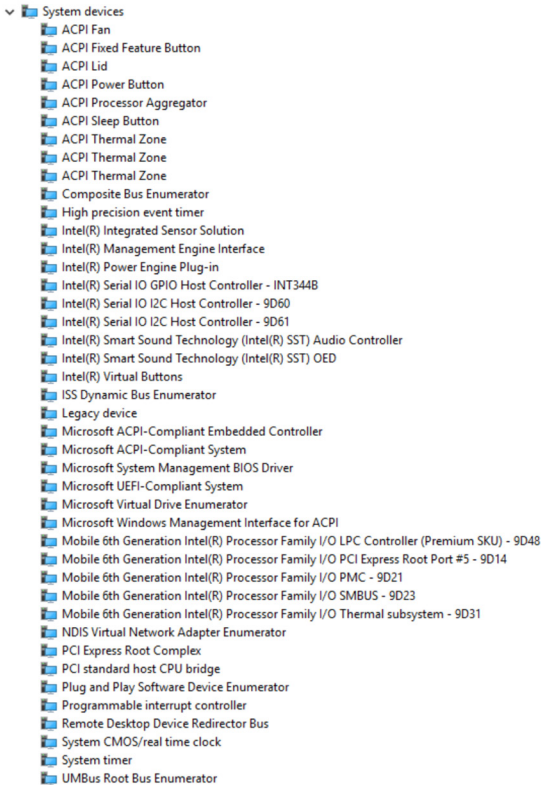 System devices
ACPI Fan
ACPI Fixed Feature Button
ACPI Lid
ACPI Power Button
ACPI Processor Aggregator
ACPI Sleep Button
ACPI Thermal Zone
ACPI Thermal Zone
ACPI Thermal Zone
Composite Bus Enumerator
High precision event timer
Intel(R) Integrated Sensor Solution
Intel(R) Management Engine Interface
Intel(R) Power Engine Plug-in
Intel(R) Serial IO GPIO Host Controller - INT344B
Intel(R) Serial IO I2C Host Controller - 9D60
Intel(R) Serial IO I2C Host Controller - 9D61
Intel(R) Smart Sound Technology (Intel(R) SST) Audio Controller
Intel(R) Smart Sound Technology (Intel(R) SST) OED
Intel(R) Virtual Buttons
ISS Dynamic Bus Enumerator
Legacy device
Microsoft ACPI-Compliant Embedded Controller
Microsoft ACPI-Compliant System
Microsoft System Management BIOS Driver
Microsoft UEFI-Compliant System
Microsoft Virtual Drive Enumerator
Microsoft Windows Management Interface for ACPI
Mobile 6th Generation Intel(R) Processor Family I/O LPC Controller (Premium SKU) - 9D48
Mobile 6th Generation Intel(R) Processor Family I/O PCI Express Root Port #5 - 9D14
Mobile 6th Generation Intel(R) Processor Family I/O PMC - 9D21
Mobile 6th Generation Intel(R) Processor Family I/O SMBUS - 9D23
Mobile 6th Generation Intel(R) Processor Family I/O Thermal subsystem - 9D31
NDIS Virtual Network Adapter Enumerator
PCI Express Root Complex
PCI standard host CPU bridge
Plug and Play Software Device Enumerator
Programmable interrupt controller
Remote Desktop Device Redirector Bus
System CMOS/real time clock
System timer
UMBus Root Bus Enumerator